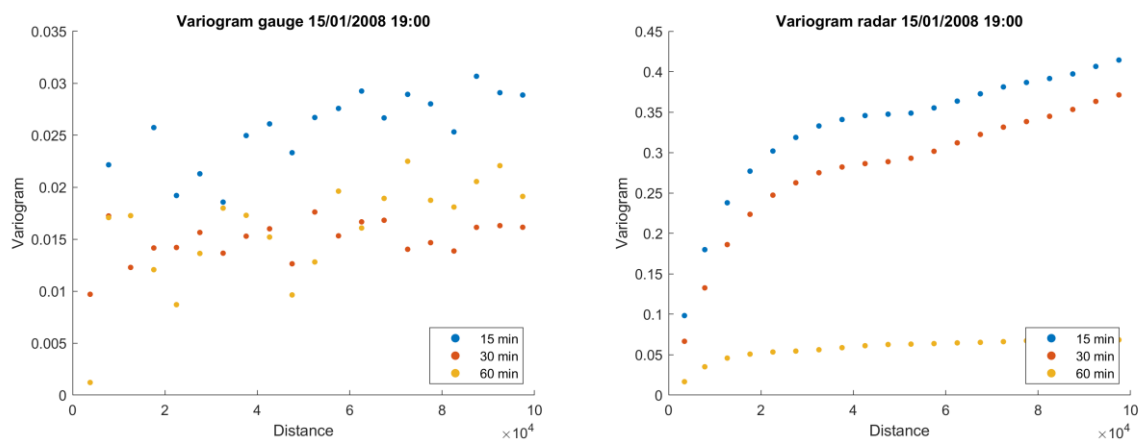 Variogram gauge 15/01/2008 19:00
0.035
0.03
0.025
0.02
0.015
0.01
0.005
0
Variogram
0 2 4 6 8 10
×10⁴
Distance
15 min
30 min
60 min
Variogram radar 15/01/2008 19:00
0.45
0.4
0.35
0.3
0.25
0.2
0.15
0.1
0.05
0
Variogram
0 2 4 6 8 10
×10⁴
Distance
15 min
30 min
60 min